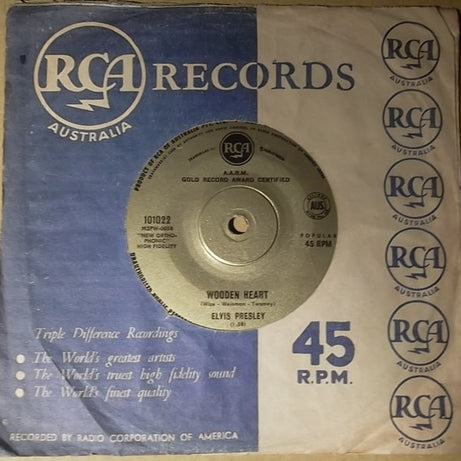 RCA RECORDS
AUSTRALIA
RCA
AUSTRALIA
RCA
AUSTRALIA
RCA
AUSTRALIA
RCA
AUSTRALIA
RCA
AUSTRALIA
RCA
AUSTRALIA
RCA
A.A.R.M.
GOLD RECORD AWARD CERTIFIED
101022
"NEW ORTHO-
PHONIC"
HIGH FIDELITY
AUS.
POPULAR
45 RPM
WOODEN HEART
ELVIS PRESLEY
Triple Difference Recordings
The World's greatest artists
The World's truest high fidelity sound
The World's finest quality
45
R.P.M.
RECORDED BY RADIO CORPORATION OF AMERICA